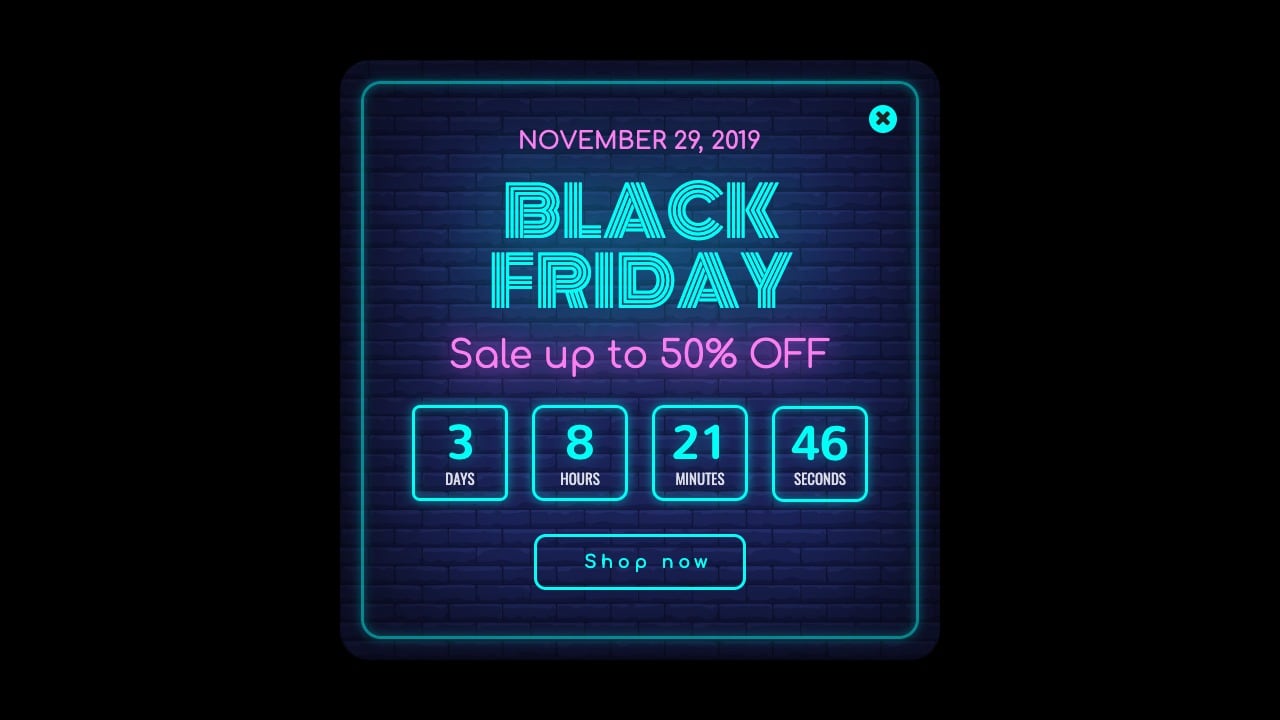 NOVEMBER 29, 2019
BLACK
FRIDAY
Sale up to 50% OFF
3 8 21 46
DAYS HOURS MINUTES SECONDS
Shop now